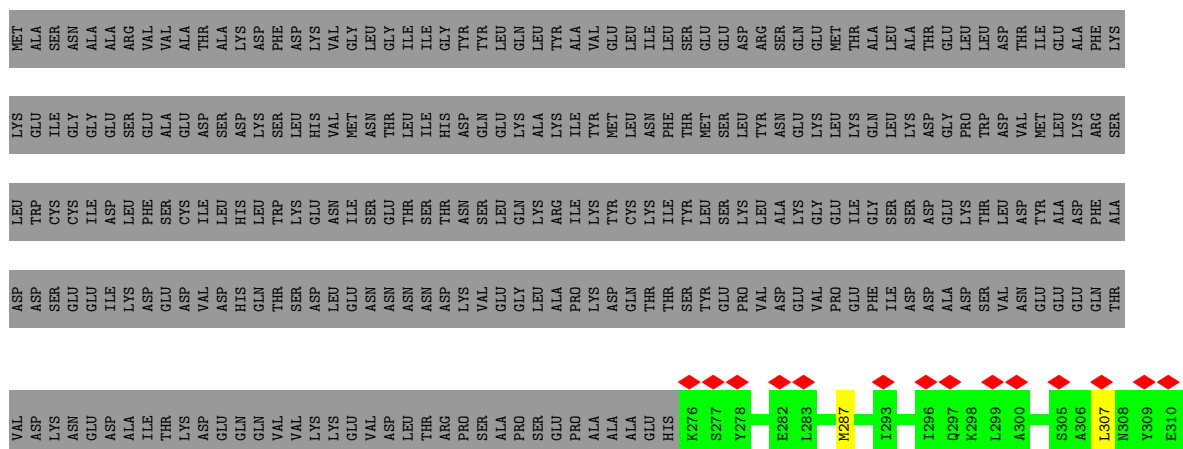 MET ALA SER ASN ALA ALA ARG VAL VAL ALA THR ALA LYS ASP PHE ASP LYS VAL GLY LEU GLY ILE ILE GLY TYR TYR LEU GLN LEU TYR ALA VAL GLU LEU ILE LEU SER GLU GLU ASP ARG SER GLN GLU MET THR ALA LEU ALA THR GLU LEU LEU ASP THR ILE GLU ALA PHE LYS
LYS GLU ILE GLY GLY GLU SER GLU ALA GLU ASP SER ASP LYS SER LEU HIS VAL MET ASN THR LEU ILE HIS ASP GLN GLU LYS ALA LYS ILE TYR MET LEU ASN PHE THR MET SER LEU TYR ASN GLU LYS LEU LYS GLN LEU LYS ASP GLY PRO TRP ASP VAL MET LEU LYS ARG SER
LEU TRP CYS CYS ILE ASP LEU PHE SER CYS ILE LEU HIS LEU TRP LYS GLU ASN ILE SER GLU THR SER THR ASN SER LEU GLN LYS ARG ILE LYS TYR CYS LYS ILE TYR LEU SER LYS LEU ALA LYS GLY GLU ILE GLY SER SER ASP GLU LYS THR LEU ASP TYR ALA ASP PHE ALA
ASP ASP SER GLU GLU ILE LYS ASP GLU ASP VAL ASP HIS GLN THR SER ASP LEU GLU ASN ASN ASN ASN ASP LYS VAL GLU GLY LEU ALA PRO LYS ASP GLN THR THR SER TYR GLU PRO VAL ASP GLU VAL PRO GLU PHE ILE ASP ASP ALA ASP SER VAL ASN GLU GLU GLU GLN THR
VAL ASP LYS ASN GLU ASP ALA ILE THR LYS ASP GLU GLN GLN VAL VAL LYS LYS GLU VAL ASP LEU THR ARG PRO SER ALA PRO SER GLU PRO ALA ALA ALA GLU HIS K276 S277 Y278 E282 L283 M287 I293 I296 Q297 K298 L299 A300 S305 A306 L307 N308 Y309 E310